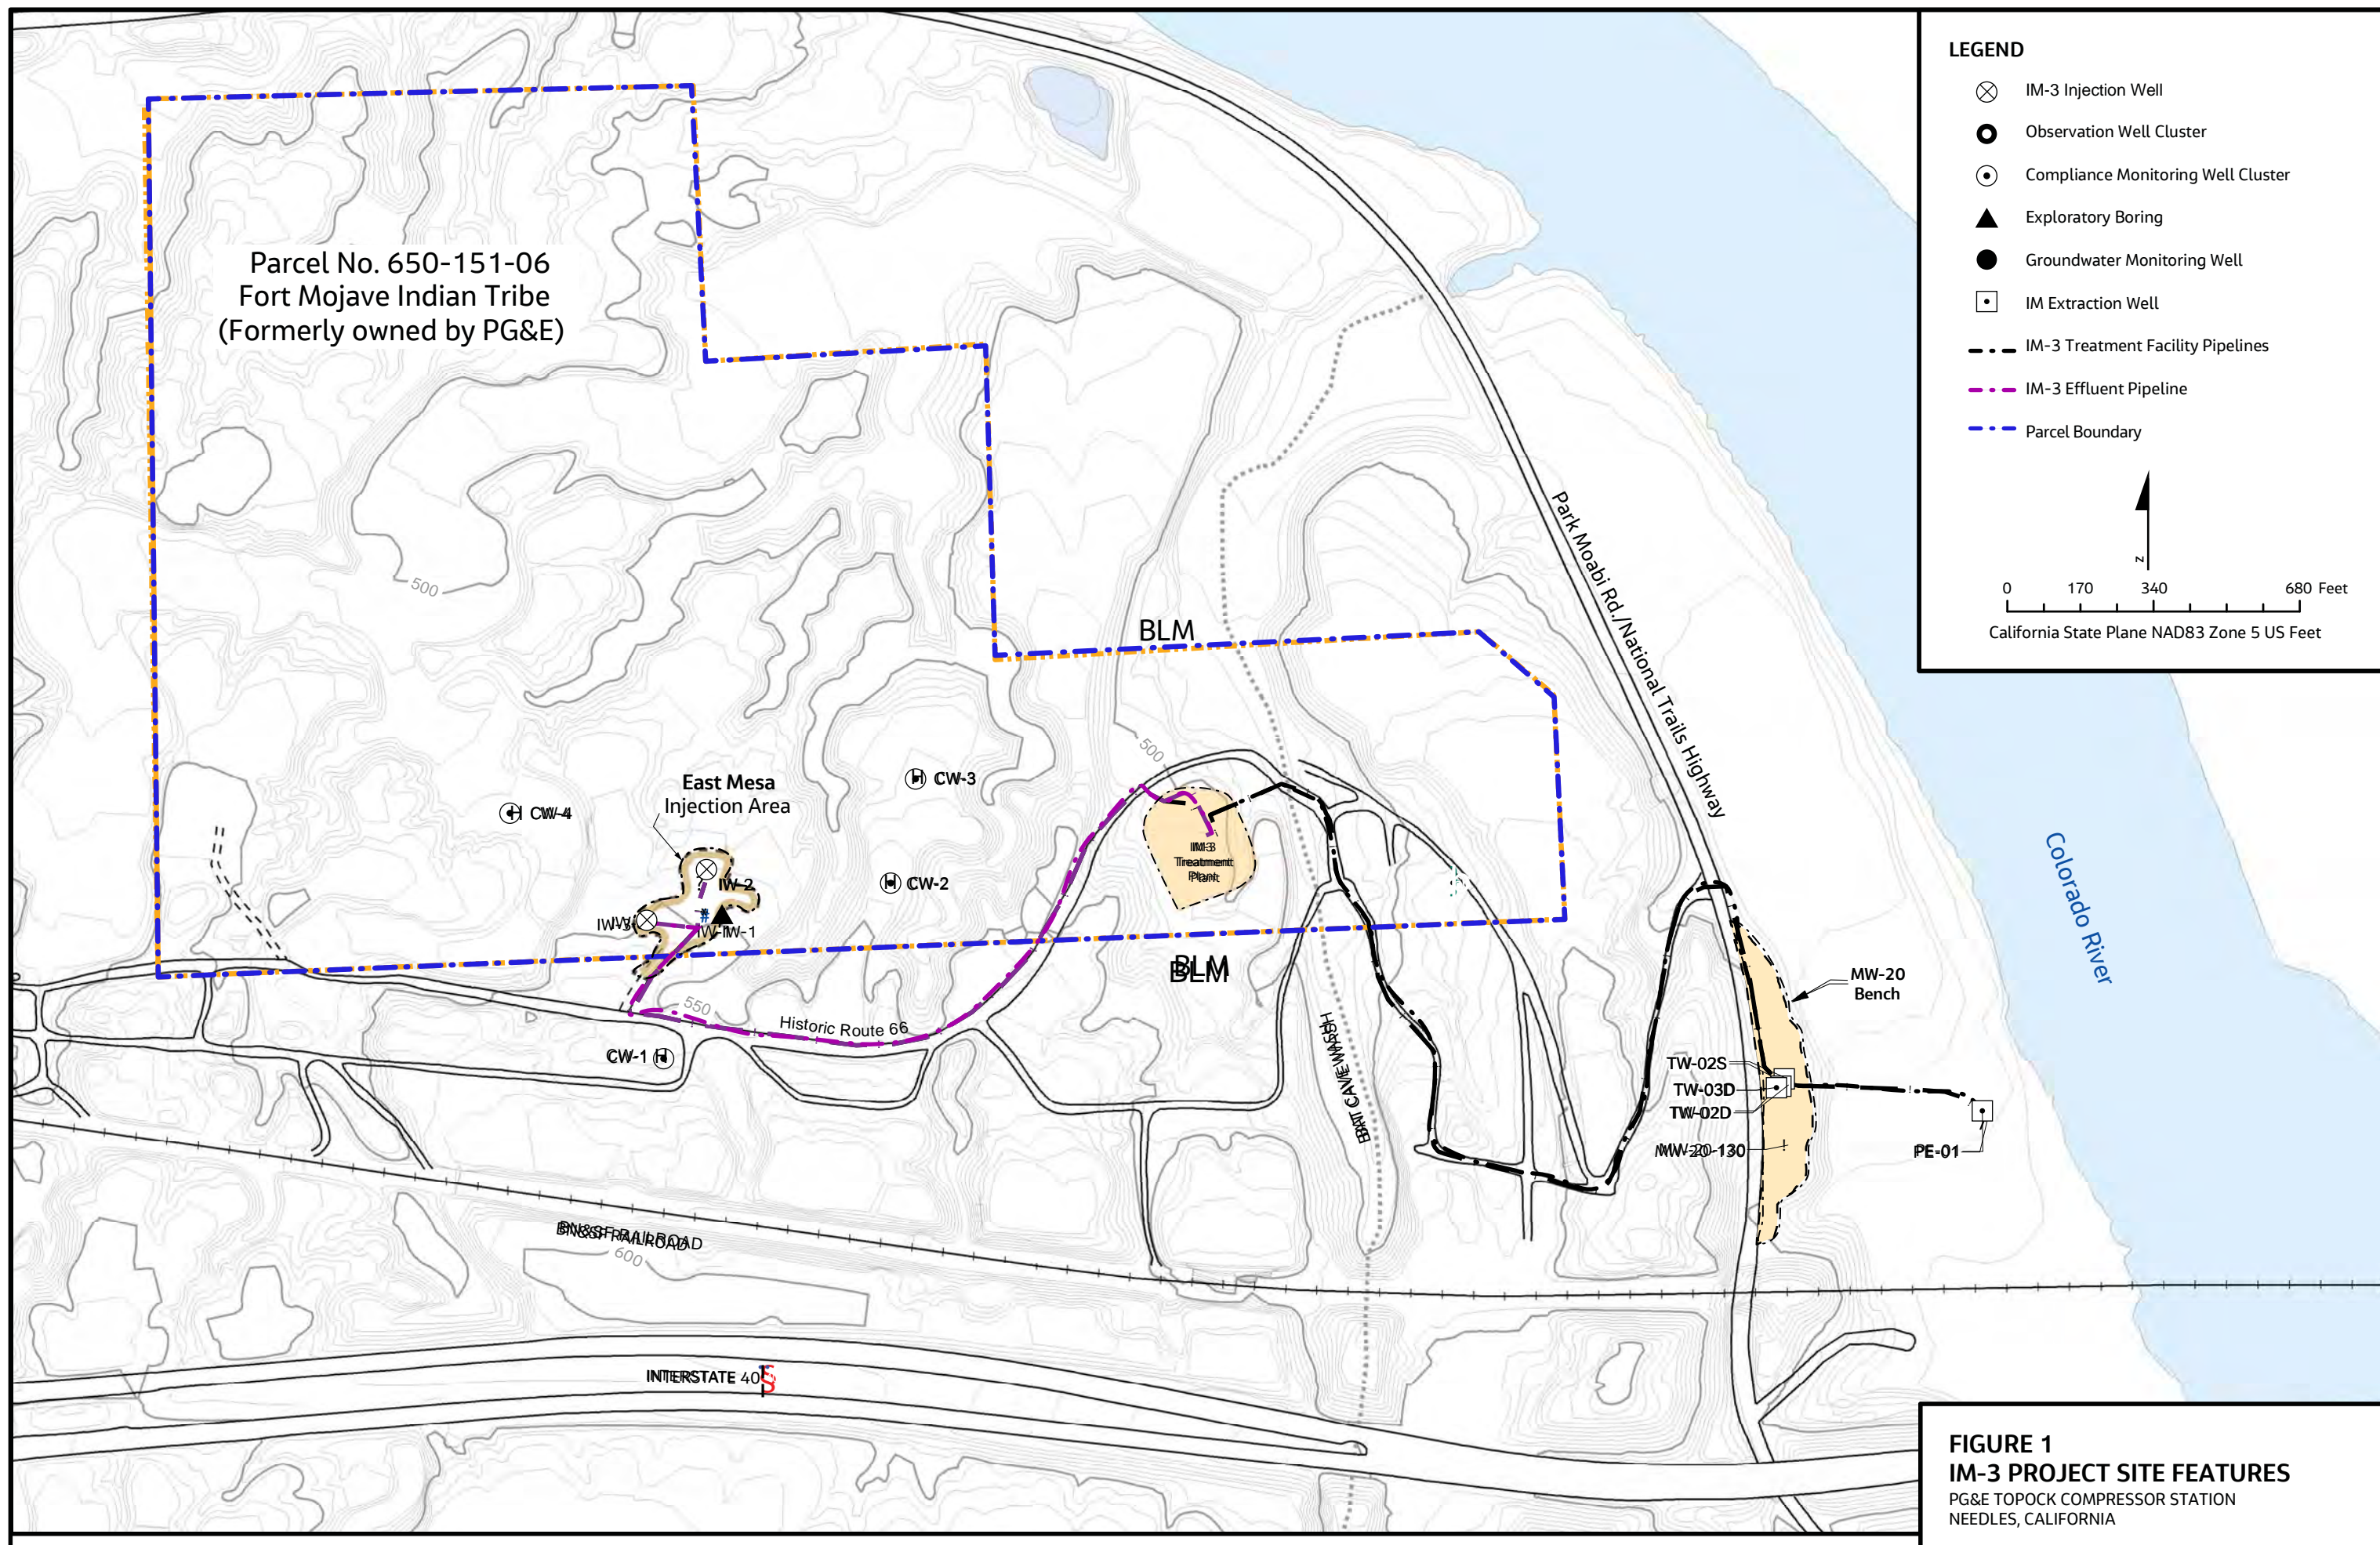 LEGEND
IM-3 Injection Well
Observation Well Cluster
Compliance Monitoring Well Cluster
Exploratory Boring
Groundwater Monitoring Well
IM Extraction Well
IM-3 Treatment Facility Pipelines
IM-3 Effluent Pipeline
Parcel Boundary
Z
0 170 340 680 Feet
California State Plane NAD83 Zone 5 US Feet
Parcel No. 650-151-06
Fort Mojave Indian Tribe
(Formerly owned by PG&E)
500
BLM
Park Moabi Rd./National Trails Highway
500
East Mesa
Injection Area
CW-3
CW-4
IW-2
CW-2
IW-3
IW-1
IM-3
Treatment
Plant
BLM
Colorado River
MW-20
Bench
550
Historic Route 66
CW-1
BAT CAVE WASH
TW-02S
TW-03D
TW-02D
MW-20-130
PE-01
BN&SF RAILROAD
600
INTERSTATE 40
FIGURE 1
IM-3 PROJECT SITE FEATURES
PG&E TOPOCK COMPRESSOR STATION
NEEDLES, CALIFORNIA